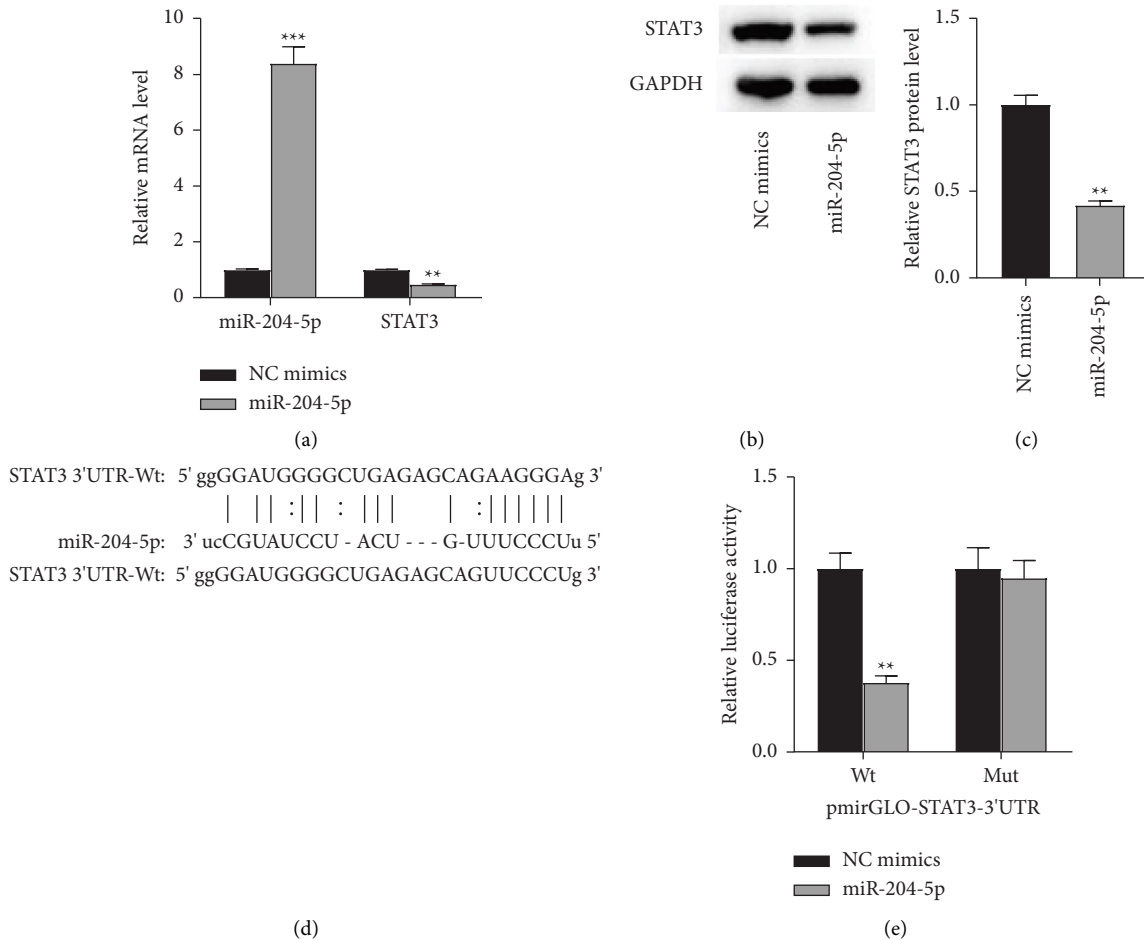 10
8
6
4
2
0
Relative mRNA level
***
**
miR-204-5p STAT3
NC mimics
miR-204-5p
(a)
STAT3
GAPDH
NC mimics
miR-204-5p
(b)
1.5
1.0
0.5
0.0
Relative STAT3 protein level
**
NC mimics
miR-204-5p
(c)
STAT3 3'UTR-Wt: 5' ggGGAUGGGGCUGAGAGCAGAAGGGAg 3'
| | | : | | : | | | | : | | | | | |
miR-204-5p: 3' ucCGUAUCCU - ACU - - - G-UUUCCCUu 5'
STAT3 3'UTR-Wt: 5' ggGGAUGGGGCUGAGAGCAGUUCCCUg 3'
(d)
1.5
1.0
0.5
0.0
Relative luciferase activity
**
Wt Mut
pmirGLO-STAT3-3'UTR
NC mimics
miR-204-5p
(e)